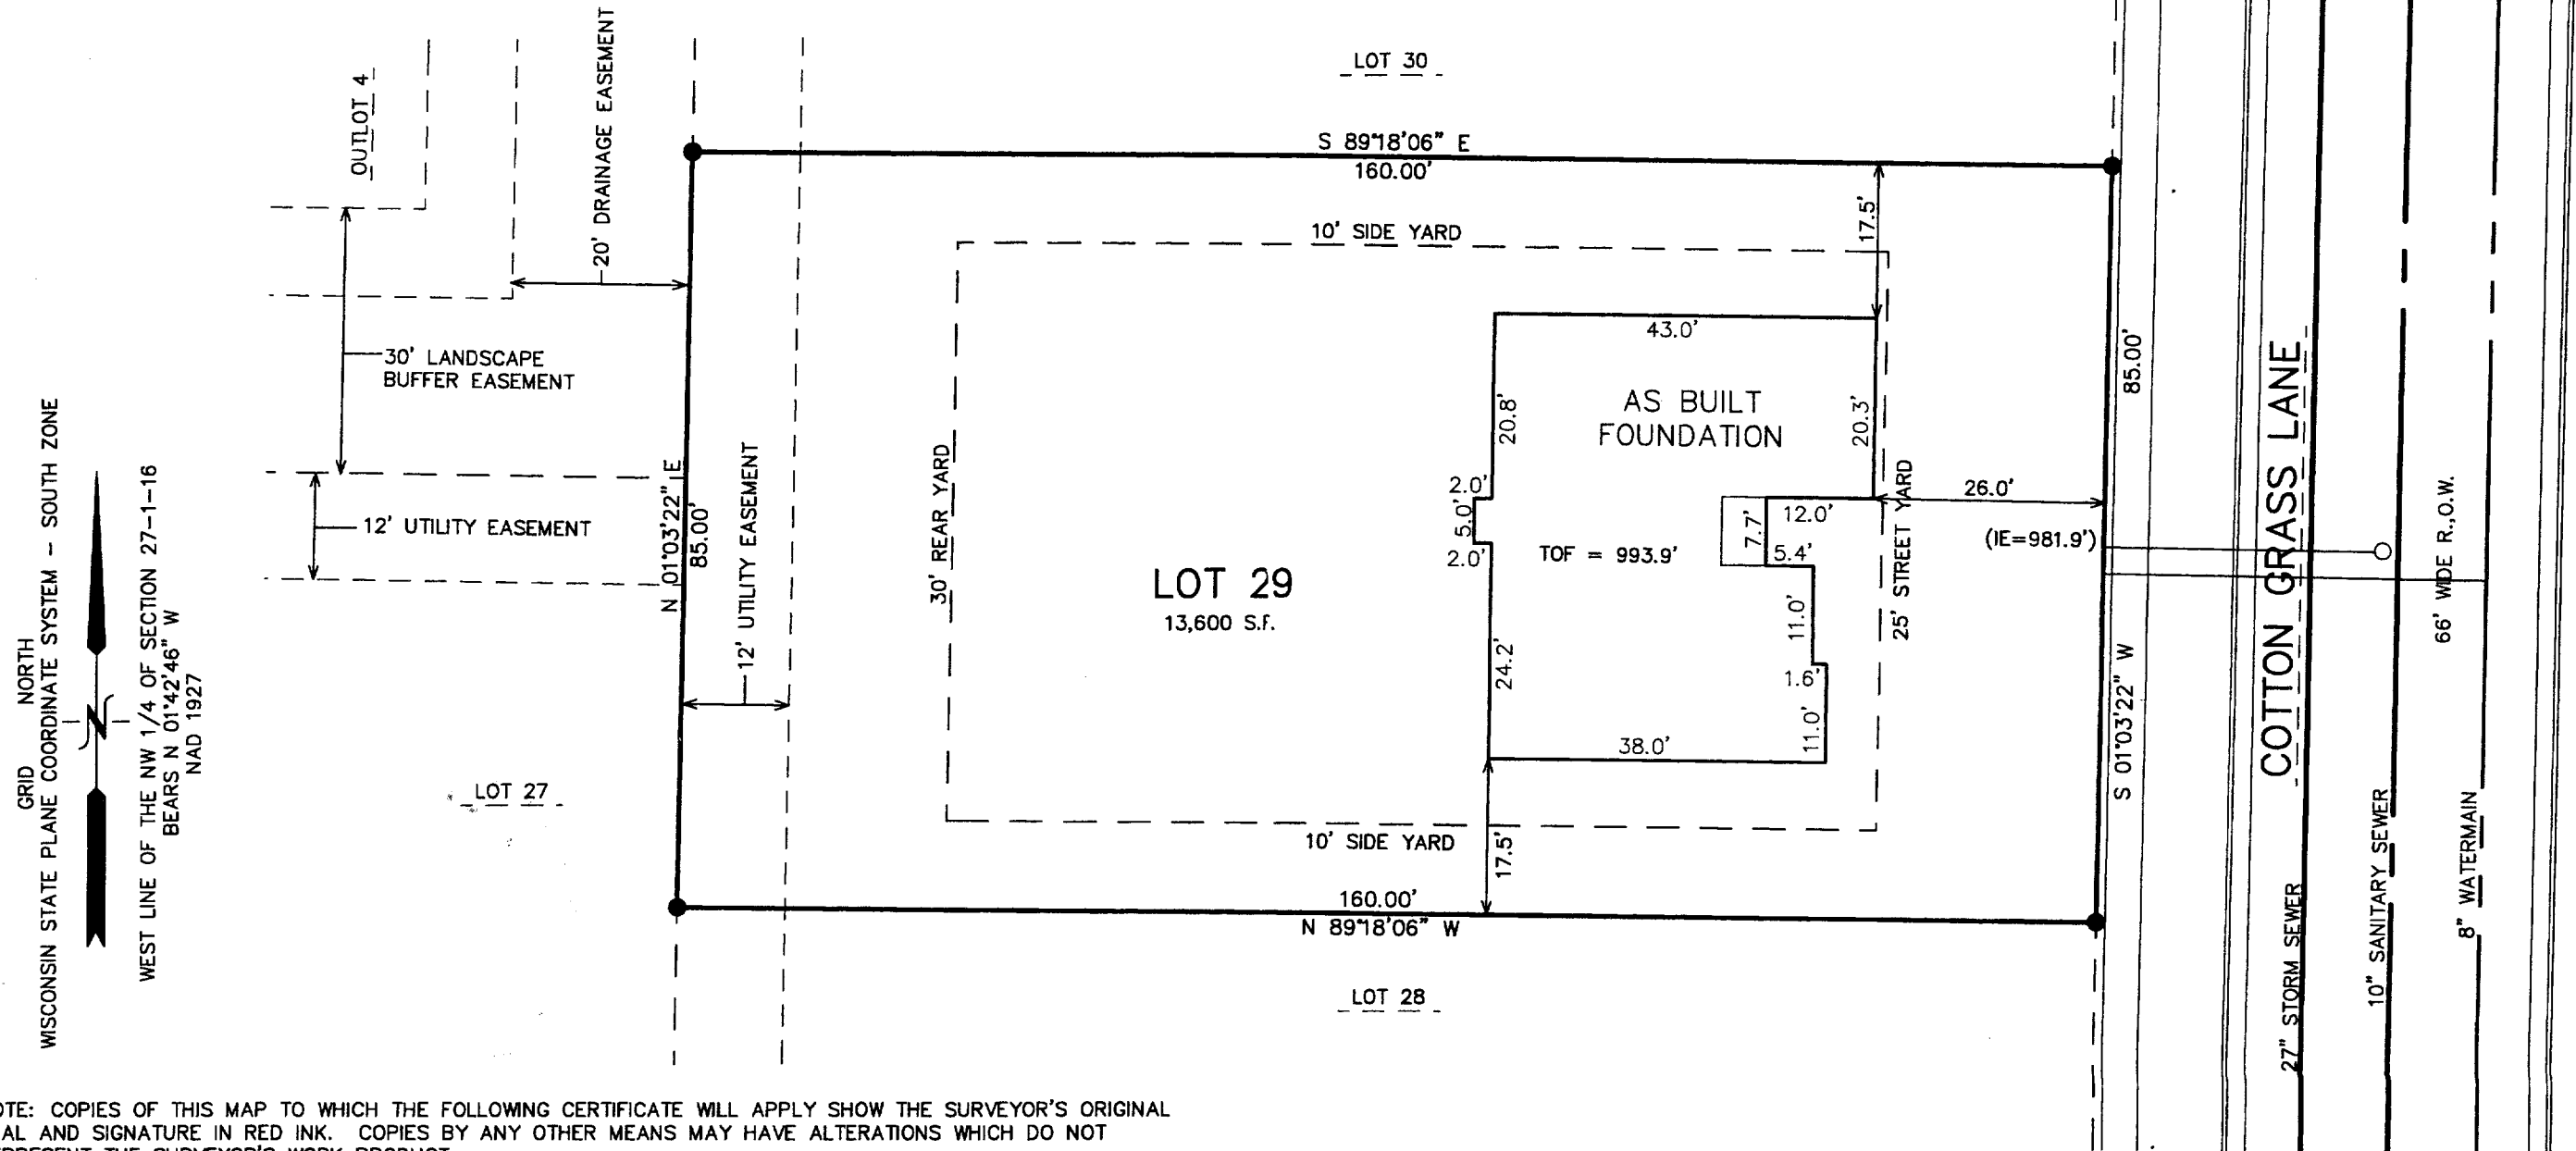 OUTLOT 4
20' DRAINAGE EASEMENT
LOT 30
S 89°18'06" E
160.00'
17.5'
10' SIDE YARD
30' LANDSCAPE
BUFFER EASEMENT
12' UTILITY EASEMENT
N 01°03'22" E
85.00'
12' UTILITY EASEMENT
30' REAR YARD
LOT 29
13,600 S.F.
43.0'
AS BUILT
FOUNDATION
20.8'
20.3'
2.0'
5.0'
2.0'
TOF = 993.9'
7.7'
12.0'
5.4'
11.0'
1.6'
11.0'
24.2'
38.0'
25' STREET YARD
26.0'
(IE=981.9')
85.00'
S 01°03'22" W
10' SIDE YARD
17.5'
160.00'
N 89°18'06" W
LOT 27
LOT 28
COTTON GRASS LANE
66' WIDE R.,O.W.
27" STORM SEWER
10" SANITARY SEWER
8" WATERMAIN
GRID NORTH
WISCONSIN STATE PLANE COORDINATE SYSTEM - SOUTH ZONE
N
WEST LINE OF THE NW 1/4 OF SECTION 27-1-16
BEARS N 01°42'46" W
NAD 1927
OTE: COPIES OF THIS MAP TO WHICH THE FOLLOWING CERTIFICATE WILL APPLY SHOW THE SURVEYOR'S ORIGINAL
AL AND SIGNATURE IN RED INK. COPIES BY ANY OTHER MEANS MAY HAVE ALTERATIONS WHICH DO NOT
THE SURVEYOR'S WORK PRODUCT